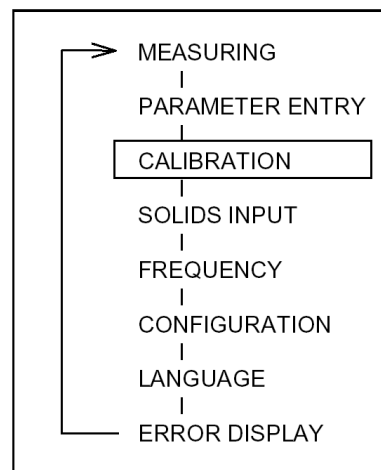 MEASURING
PARAMETER ENTRY
CALIBRATION
SOLIDS INPUT
FREQUENCY
CONFIGURATION
LANGUAGE
ERROR DISPLAY